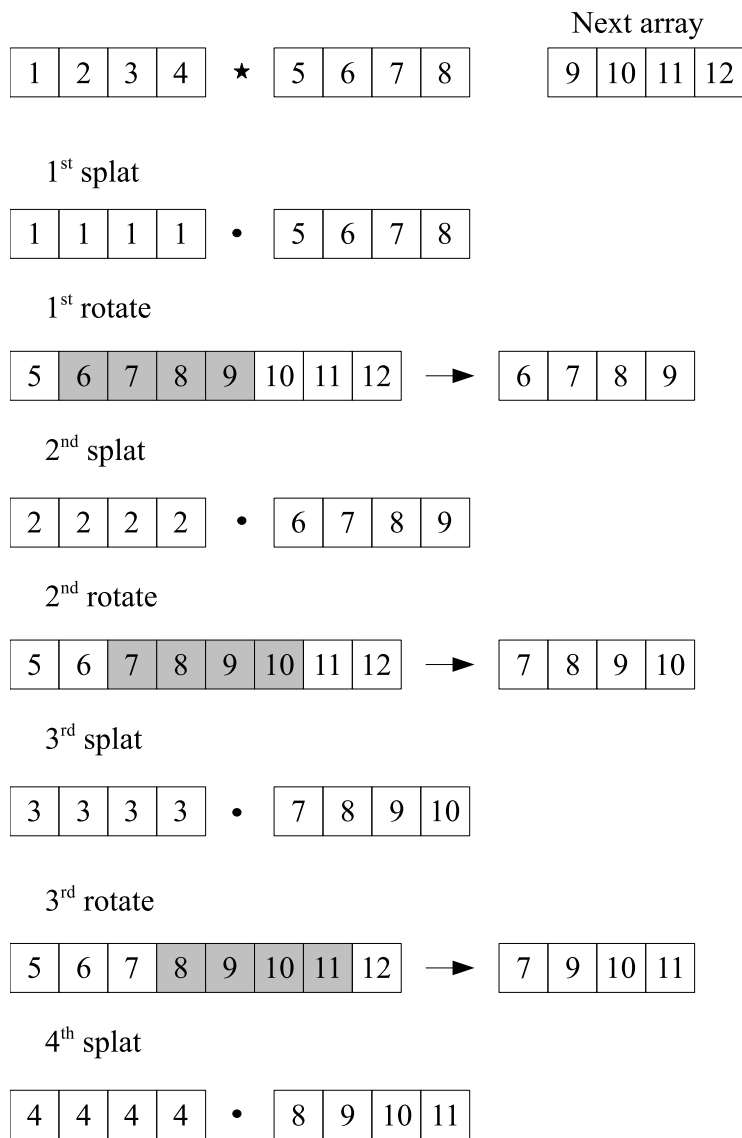 Next array
1 2 3 4 ★ 5 6 7 8 9 10 11 12
1st splat
1 1 1 1 • 5 6 7 8
1st rotate
5 6 7 8 9 10 11 12 → 6 7 8 9
2nd splat
2 2 2 2 • 6 7 8 9
2nd rotate
5 6 7 8 9 10 11 12 → 7 8 9 10
3rd splat
3 3 3 3 • 7 8 9 10
3rd rotate
5 6 7 8 9 10 11 12 → 7 9 10 11
4th splat
4 4 4 4 • 8 9 10 11